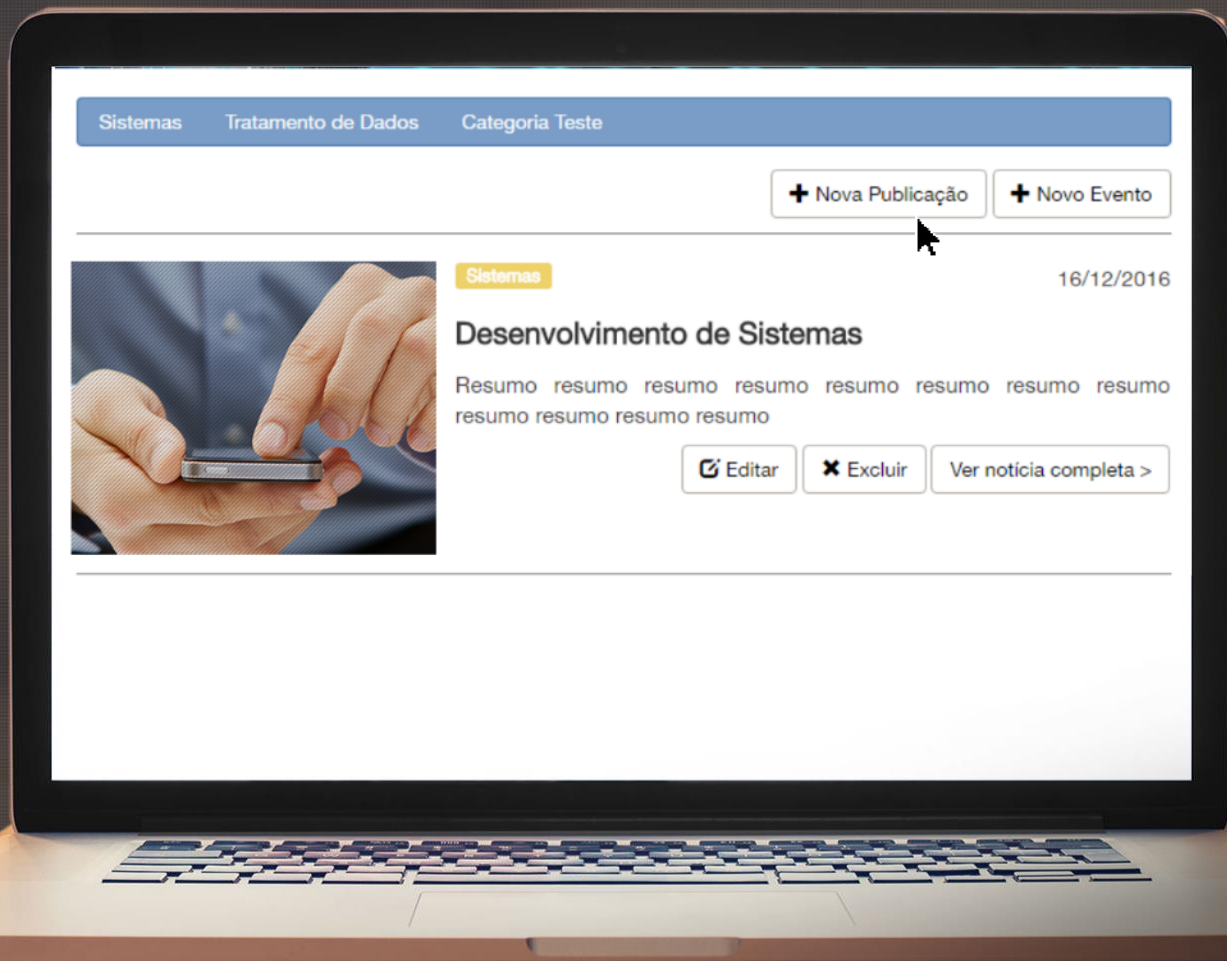 Sistemas Tratamento de Dados Categoria Teste
Nova Publicação Novo Evento
Sistemas 16/12/2016
Desenvolvimento de Sistemas
Resumo resumo resumo resumo resumo resumo resumo resumo
resumo resumo resumo resumo
Editar Excluir Ver notícia completa >